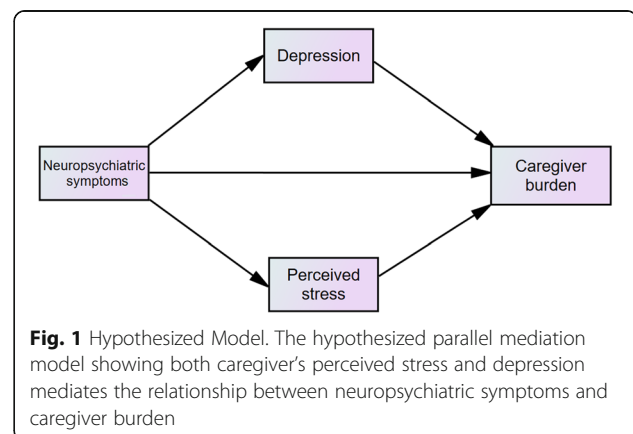 Depression
Neuropsychiatric
symptoms
Caregiver
burden
Perceived
stress
Fig. 1 Hypothesized Model. The hypothesized parallel mediation
model showing both caregiver’s perceived stress and depression
mediates the relationship between neuropsychiatric symptoms and
caregiver burden